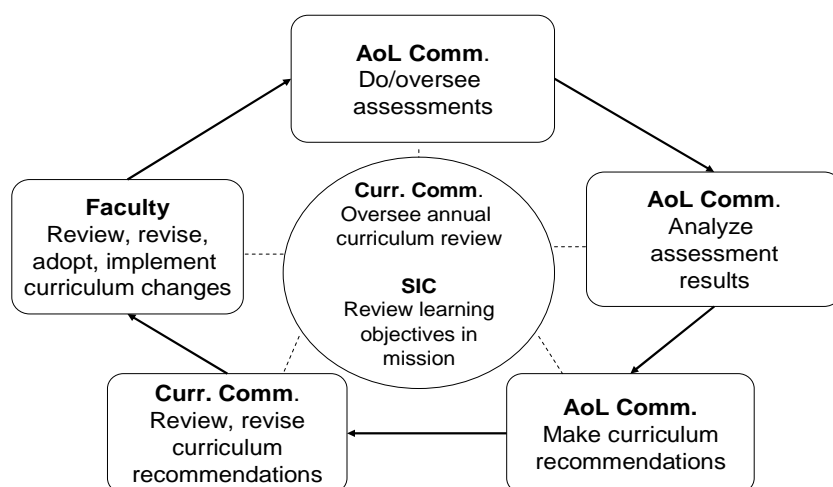 AoL Comm.
Do/oversee
assessments
Faculty
Review, revise,
adopt, implement
curriculum changes
Curr. Comm.
Oversee annual
curriculum review
SIC
Review learning
objectives in
mission
AoL Comm.
Analyze
assessment
results
Curr. Comm.
Review, revise
curriculum
recommendations
AoL Comm.
Make curriculum
recommendations